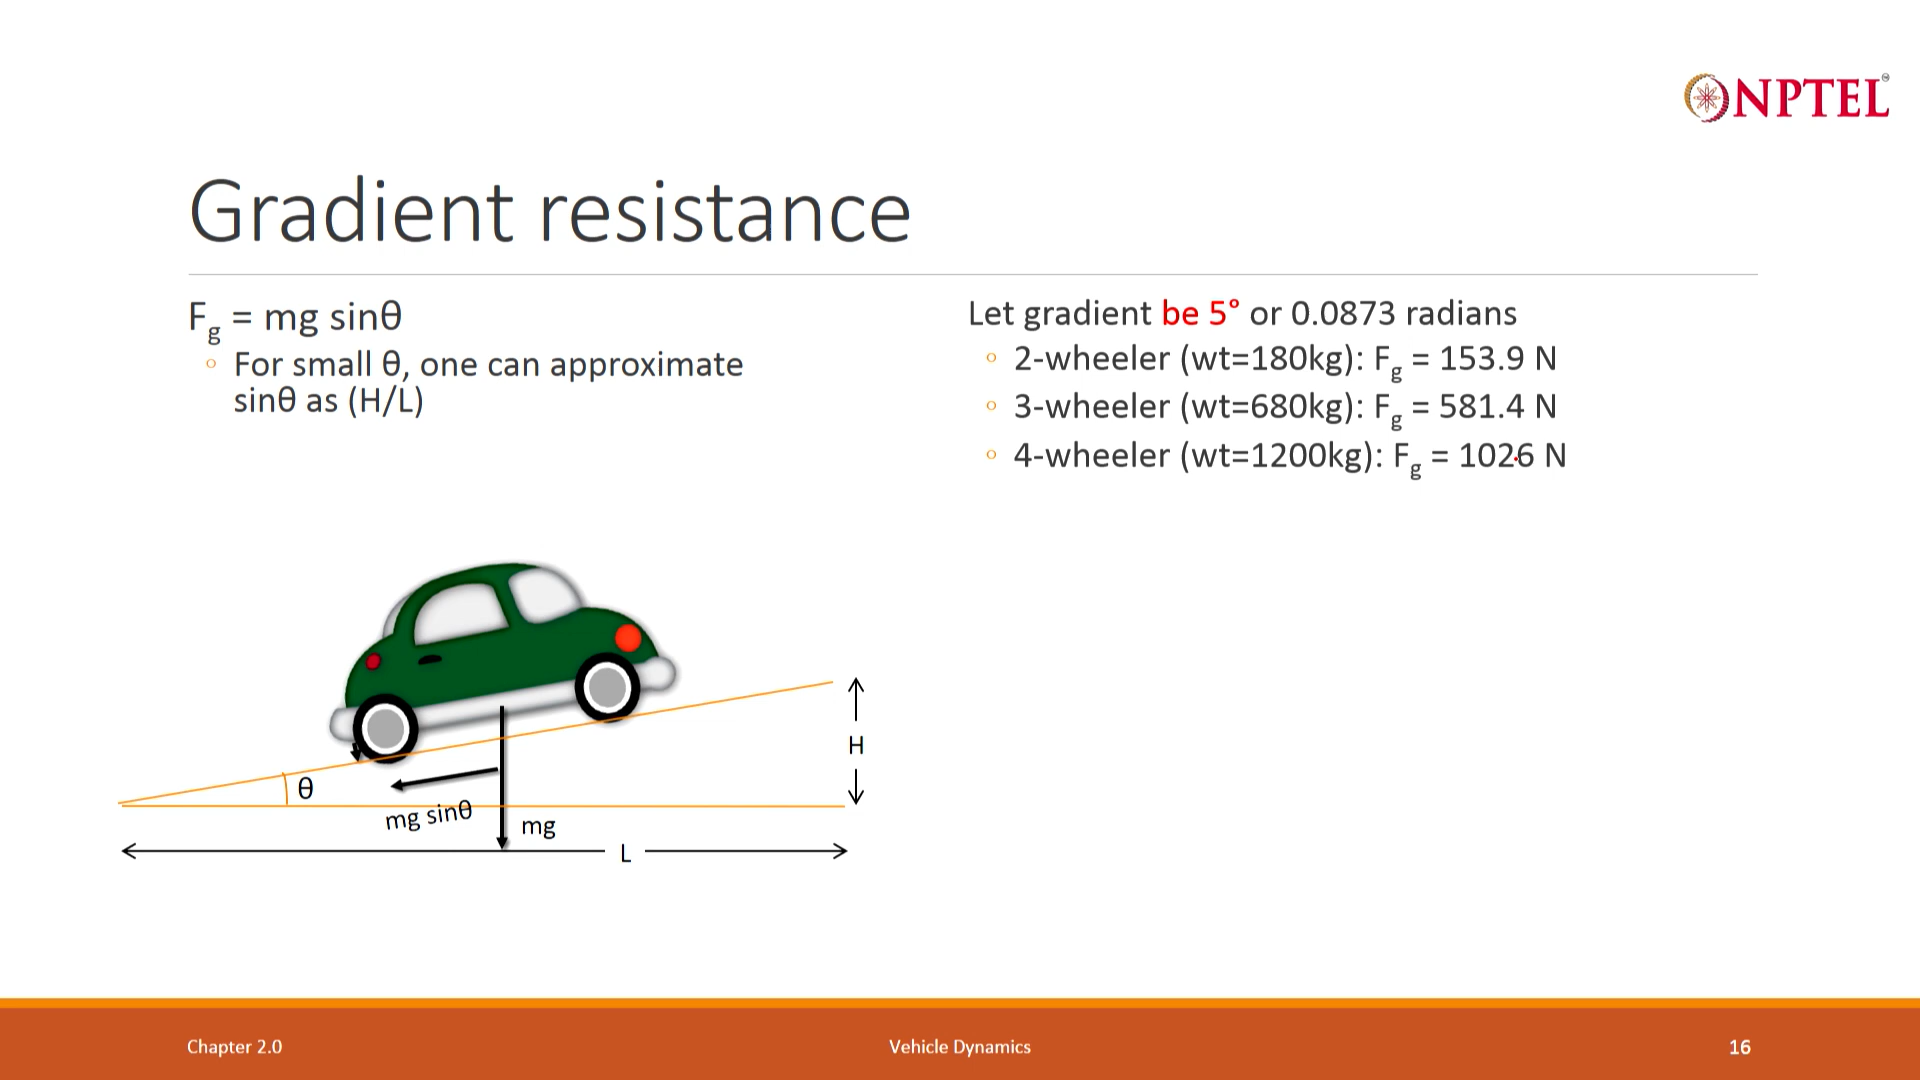 NPTEL
Gradient resistance
Fg = mg sinθ
◦ For small θ, one can approximate
sinθ as (H/L)
Let gradient be 5° or 0.0873 radians
◦ 2-wheeler (wt=180kg): Fg = 153.9 N
◦ 3-wheeler (wt=680kg): Fg = 581.4 N
◦ 4-wheeler (wt=1200kg): Fg = 1026 N
H
θ
mg sinθ
mg
L
Chapter 2.0
Vehicle Dynamics
16